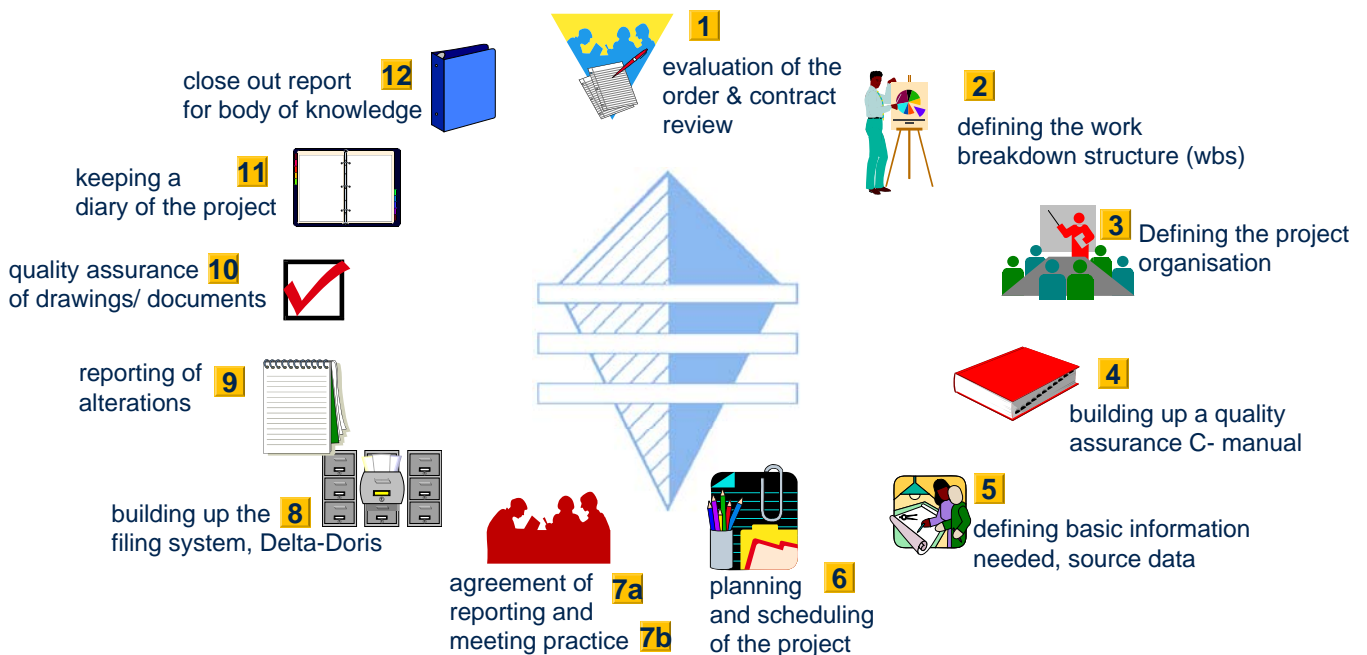 1
evaluation of the
order & contract
review
2
defining the work
breakdown structure (wbs)
3 Defining the project
organisation
4
building up a quality
assurance C- manual
5
defining basic information
needed, source data
planning 6
and scheduling
of the project
agreement of 7a
reporting and
meeting practice 7b
building up the 8
filing system, Delta-Doris
reporting of 9
alterations
quality assurance 10
of drawings/ documents
keeping a 11
diary of the project
close out report 12
for body of knowledge